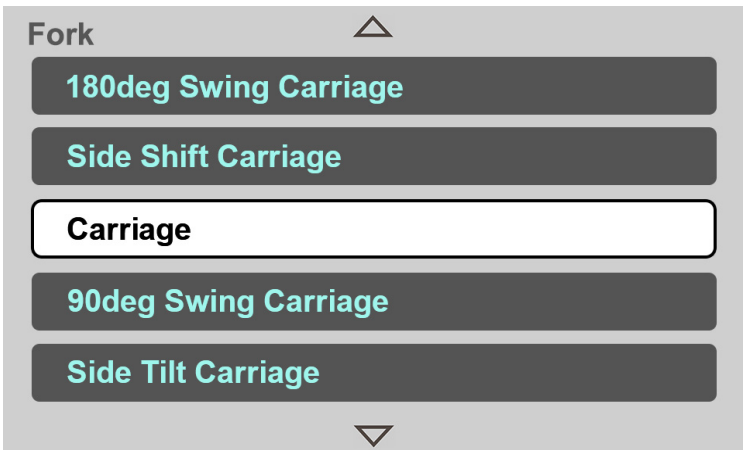 Fork
180deg Swing Carriage
Side Shift Carriage
Carriage
90deg Swing Carriage
Side Tilt Carriage